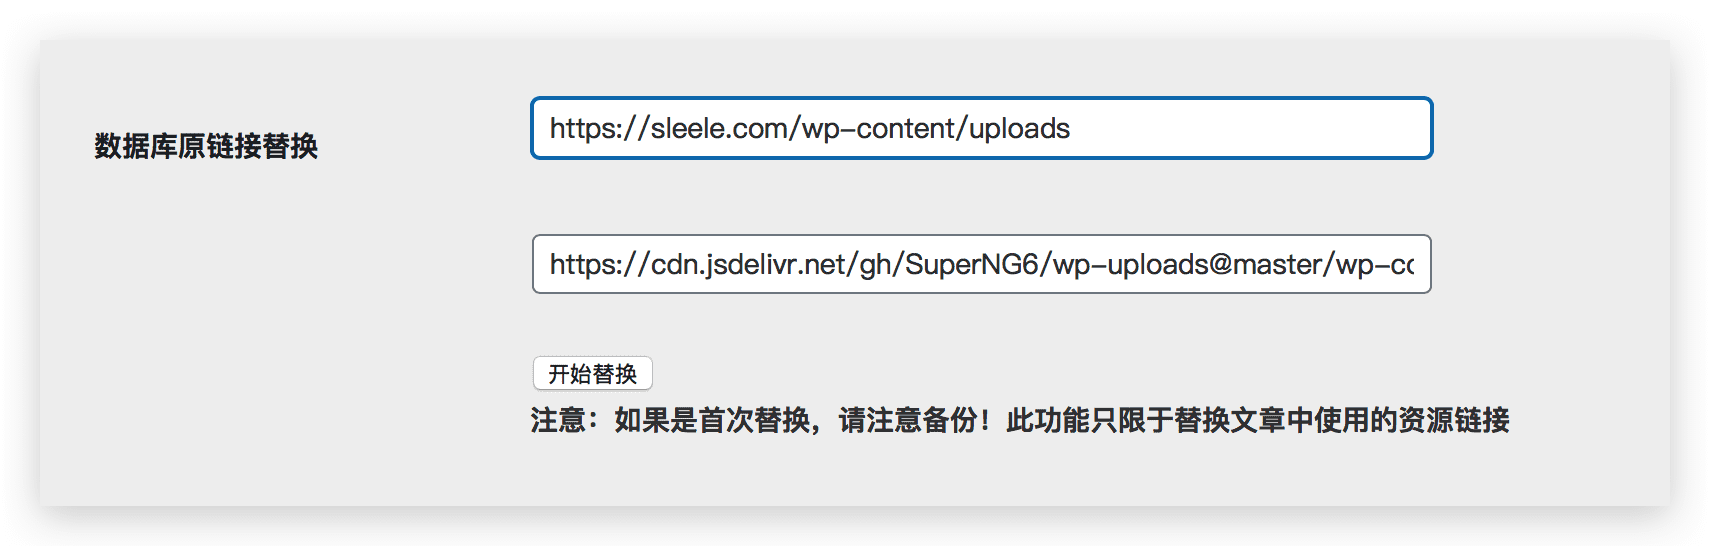 数据库原链接替换
https://sleele.com/wp-content/uploads
https://cdn.jsdelivr.net/gh/SuperNG6/wp-uploads@master/wp-co
开始替换
注意：如果是首次替换，请注意备份！此功能只限于替换文章中使用的资源链接